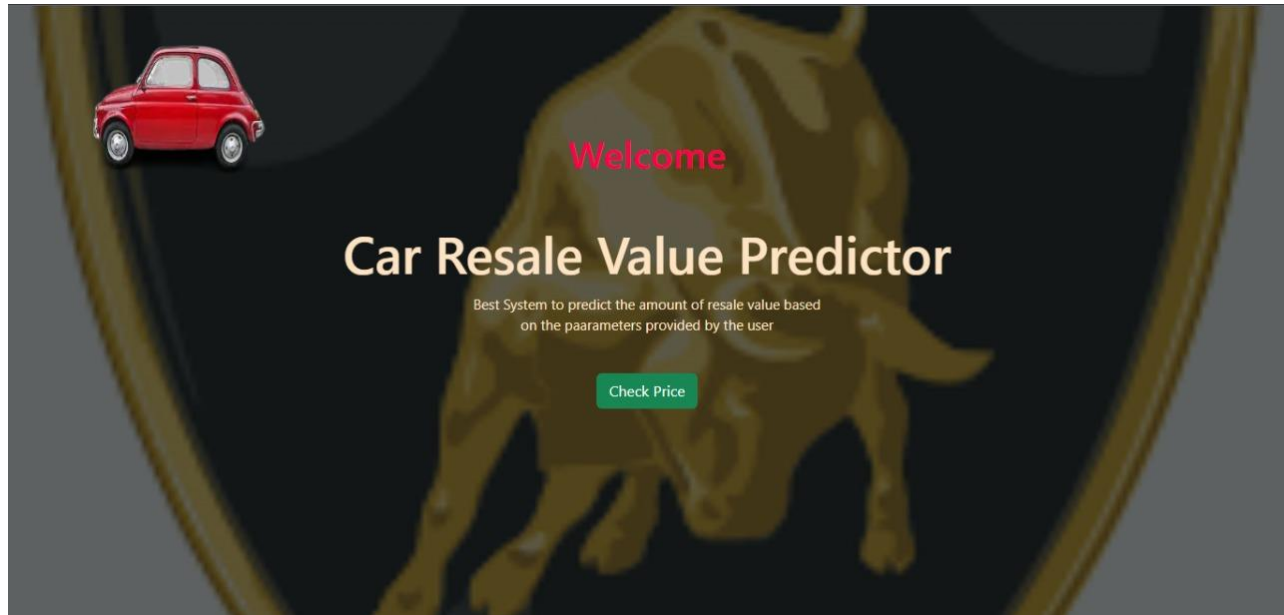 Welcome
Car Resale Value Predictor
Best System to predict the amount of resale value based
on the paarameters provided by the user
Check Price